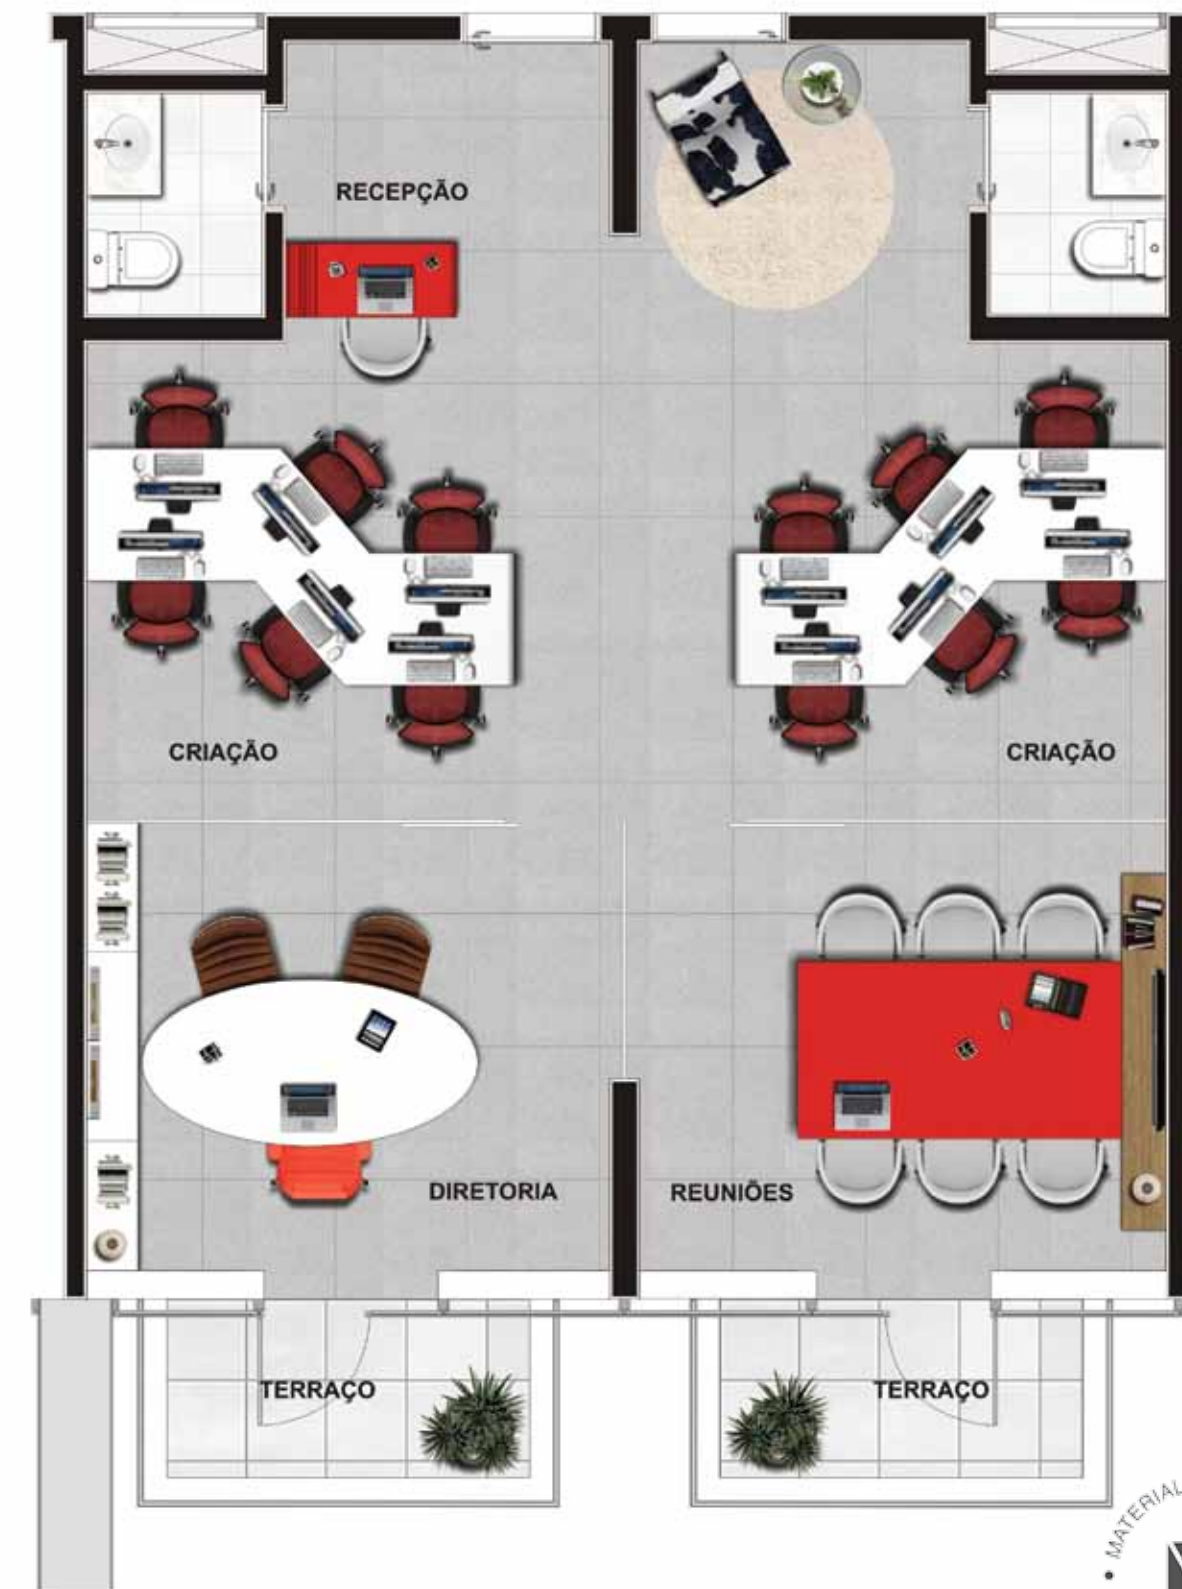 RECEPÇÃO
CRIAÇÃO
CRIAÇÃO
DIRETORIA
REUNIÕES
TERRAÇO
TERRAÇO
MATERIAL